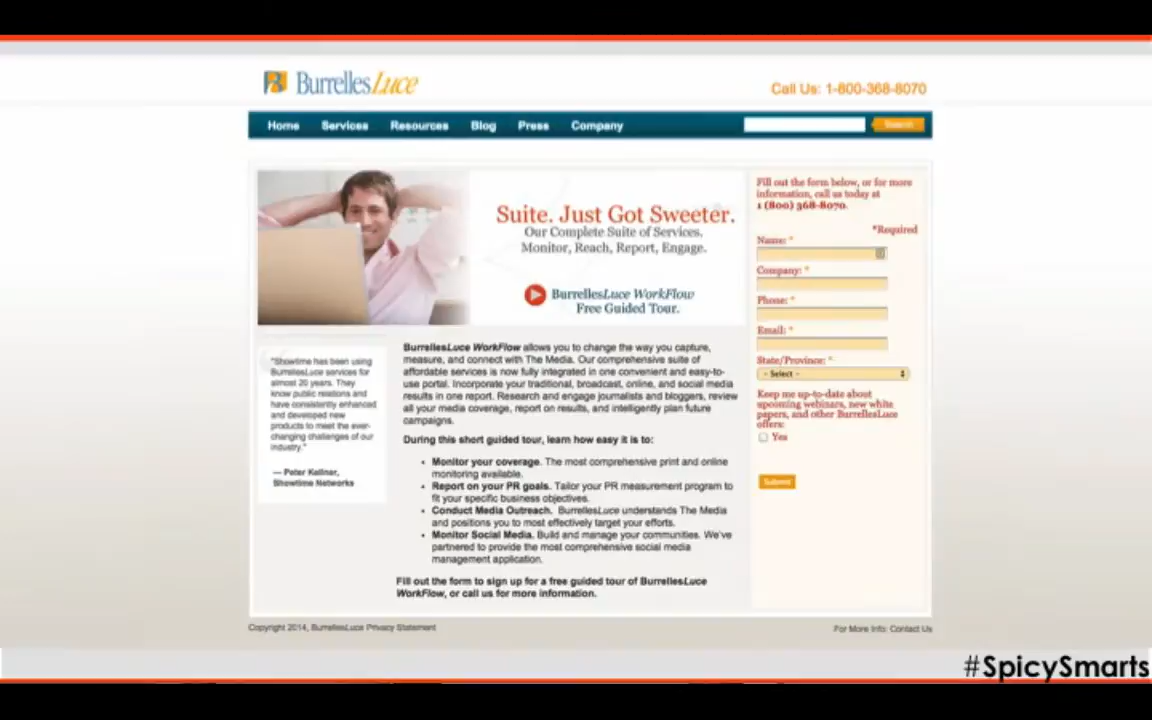 BurrellesLuce
Call Us: 1-800-368-8070
Home Services Resources Blog Press Company
Search
Suite. Just Got Sweeter.
Our Complete Suite of Services.
Monitor, Reach, Report, Engage.
BurrellesLuce WorkFlow
Free Guided Tour.
"Showtime has been using
BurrellesLuce services for
almost 20 years. They
know public relations and
have consistently enhanced
and developed new
products to meet the ever-
changing challenges of our
industry."
— Peter Kellner,
Showtime Networks
BurrellesLuce WorkFlow allows you to change the way you capture,
measure, and connect with The Media. Our comprehensive suite of
affordable services is now fully integrated in one convenient and easy-to-
use portal. Incorporate your traditional, broadcast, online, and social media
results in one report. Research and engage journalists and bloggers, review
all your media coverage, report on results, and intelligently plan future
campaigns.
During this short guided tour, learn how easy it is to:
• Monitor your coverage. The most comprehensive print and online
monitoring available.
• Report on your PR goals. Tailor your PR measurement program to
fit your specific business objectives.
• Conduct Media Outreach. BurrellesLuce understands The Media
and positions you to most effectively target your efforts.
• Monitor Social Media. Build and manage your communities. We've
partnered to provide the most comprehensive social media
management application.
Fill out the form to sign up for a free guided tour of BurrellesLuce
WorkFlow, or call us for more information.
Fill out the form below, or for more
information, call us today at
1 (800) 368-8070.
*Required
Name: *
Company: *
Phone: *
Email: *
State/Province: *
- Select -
Keep me up-to-date about
upcoming webinars, new white
papers, and other BurrellesLuce
offers:
Yes
Submit
Copyright 2014, BurrellesLuce Privacy Statement
For More Info: Contact Us
#SpicySmarts